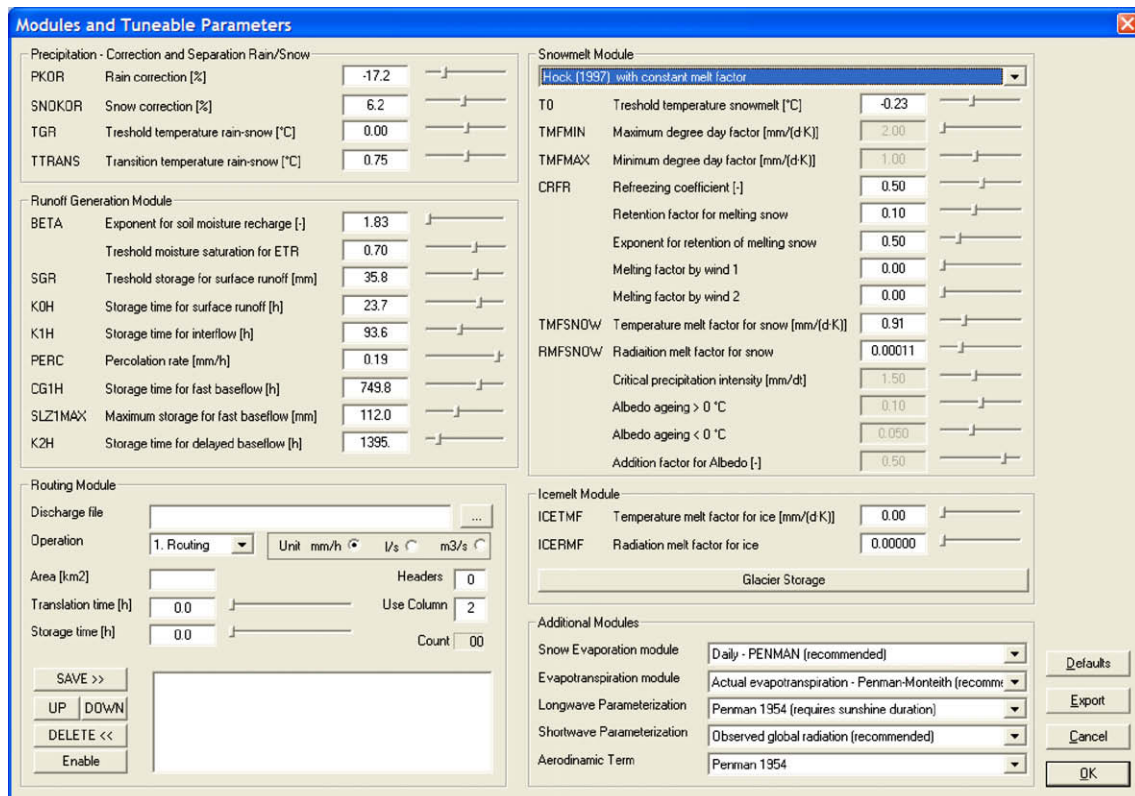 Modules and Tuneable Parameters
Precipitation - Correction and Separation Rain/Snow
PKOR Rain correction [%] -17.2
SNOKOR Snow correction [%] 6.2
TGR Treshold temperature rain-snow [°C] 0.00
TTRANS Transition temperature rain-snow [°C] 0.75
Runoff Generation Module
BETA Exponent for soil moisture recharge [-] 1.83
Treshold moisture saturation for ETR 0.70
SGR Treshold storage for surface runoff [mm] 35.8
K0H Storage time for surface runoff [h] 23.7
K1H Storage time for interflow [h] 93.6
PERC Percolation rate [mm/h] 0.19
CG1H Storage time for fast baseflow [h] 749.8
SLZ1MAX Maximum storage for fast baseflow [mm] 112.0
K2H Storage time for delayed baseflow [h] 1395.
Routing Module
Discharge file ...
Operation 1. Routing Unit mm/h l/s m3/s
Area [km2] Headers 0
Translation time [h] 0.0 Use Column 2
Storage time [h] 0.0 Count 00
SAVE >>
UP DOWN
DELETE <<
Enable
Snowmelt Module
Hock (1997) with constant melt factor
T0 Treshold temperature snowmelt [°C] -0.23
TMFMIN Maximum degree day factor [mm/(d·K)] 2.00
TMFMAX Minimum degree day factor [mm/(d·K)] 1.00
CRFR Refreezing coefficient [-] 0.50
Retention factor for melting snow 0.10
Exponent for retention of melting snow 0.50
Melting factor by wind 1 0.00
Melting factor by wind 2 0.00
TMFSNOW Temperature melt factor for snow [mm/(d·K)] 0.91
RMFSNOW Radiaition melt factor for snow 0.00011
Critical precipitation intensity [mm/dt] 1.50
Albedo ageing > 0 °C 0.10
Albedo ageing < 0 °C 0.050
Addition factor for Albedo [-] 0.50
Icemelt Module
ICETMF Temperature melt factor for ice [mm/(d·K)] 0.00
ICERMF Radiation melt factor for ice 0.00000
Glacier Storage
Additional Modules
Snow Evaporation module Daily - PENMAN (recommended)
Evapotranspiration module Actual evapotranspiration - Penman-Monteith (recomme
Longwave Parameterization Penman 1954 (requires sunshine duration)
Shortwave Parameterization Observed global radiation (recommended)
Aerodinamic Term Penman 1954
Defaults
Export
Cancel
OK